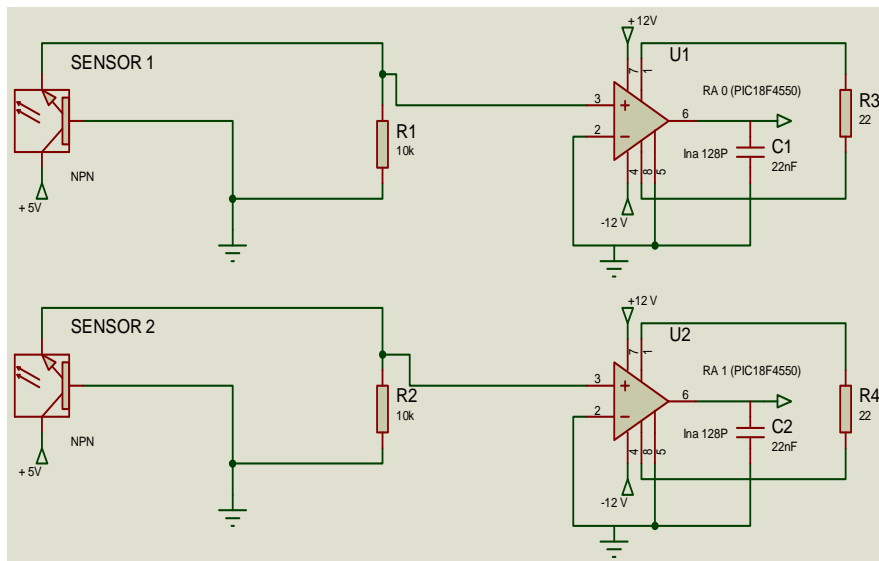 SENSOR 1
NPN
+ 5V
R1
10k
+12V
U1
7
1
3
2
6
4
8
5
Ina 128P
-12 V
RA 0 (PIC18F4550)
C1
22nF
R3
22
SENSOR 2
NPN
+ 5V
R2
10k
+12 V
U2
7
1
3
2
6
4
8
5
Ina 128P
-12 V
RA 1 (PIC18F4550)
C2
22nF
R4
22